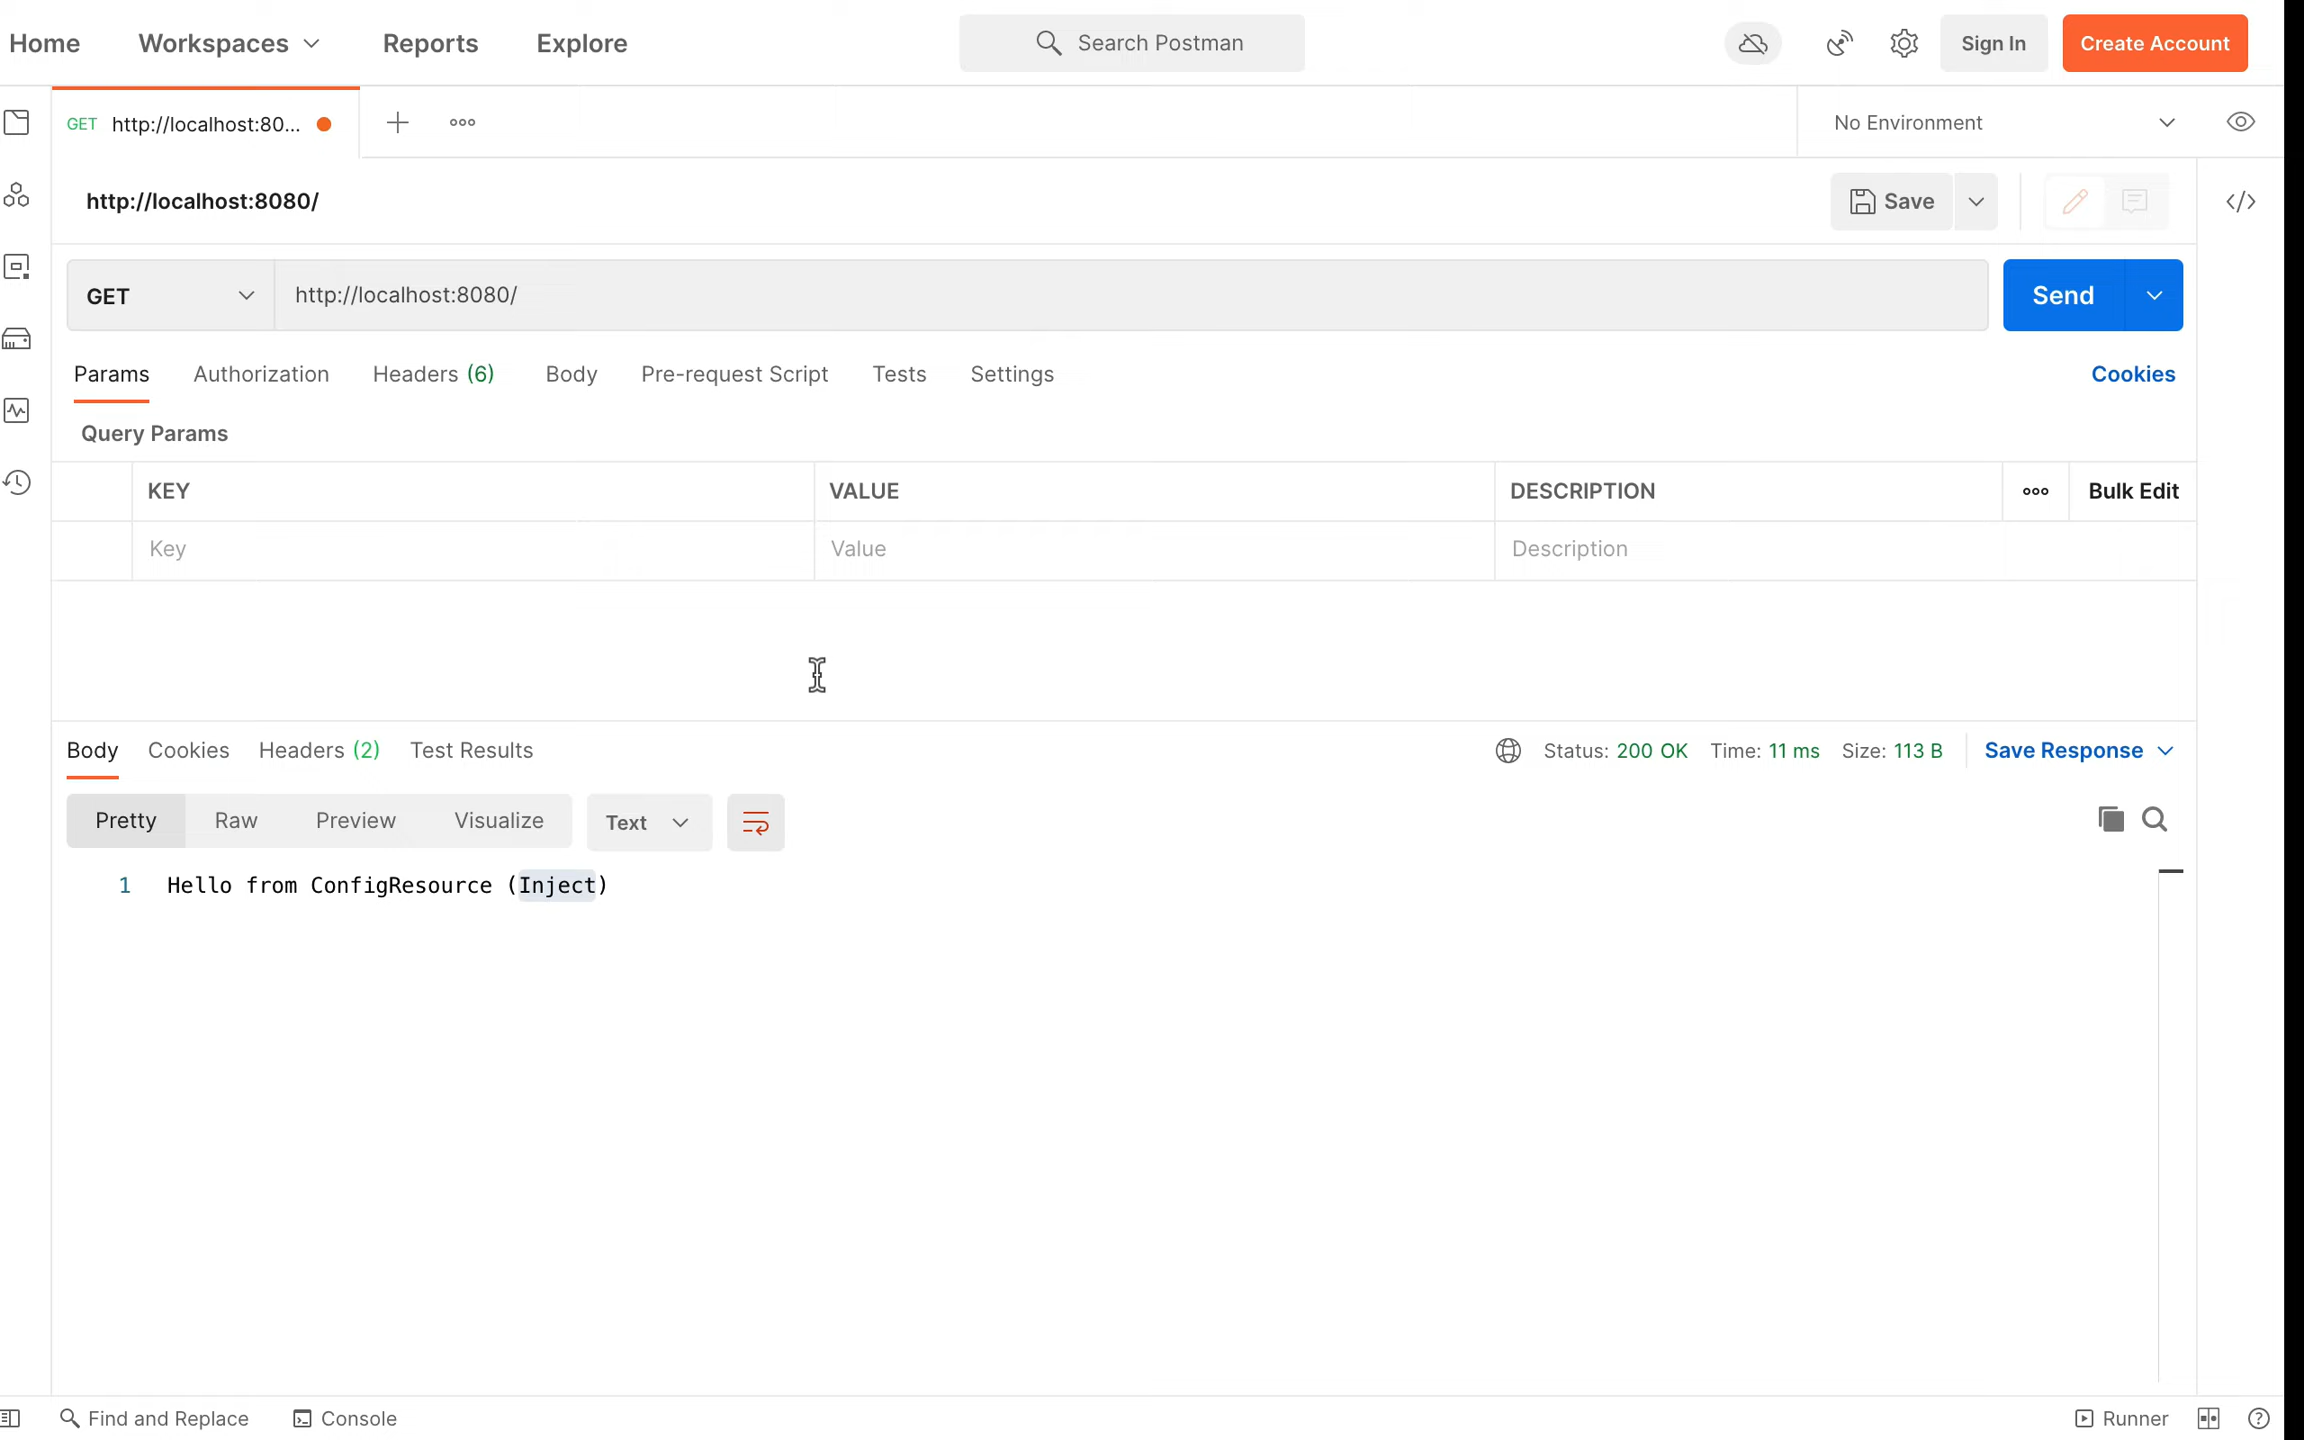 Home Workspaces Reports Explore Search Postman Sign In Create Account
GET http://localhost:80... No Environment
http://localhost:8080/ Save
GET http://localhost:8080/ Send
Params Authorization Headers (6) Body Pre-request Script Tests Settings Cookies
Query Params
KEY VALUE DESCRIPTION Bulk Edit
Key Value Description
Body Cookies Headers (2) Test Results Status: 200 OK Time: 11 ms Size: 113 B Save Response
Pretty Raw Preview Visualize Text
1 Hello from ConfigResource (Inject)
Find and Replace Console Runner